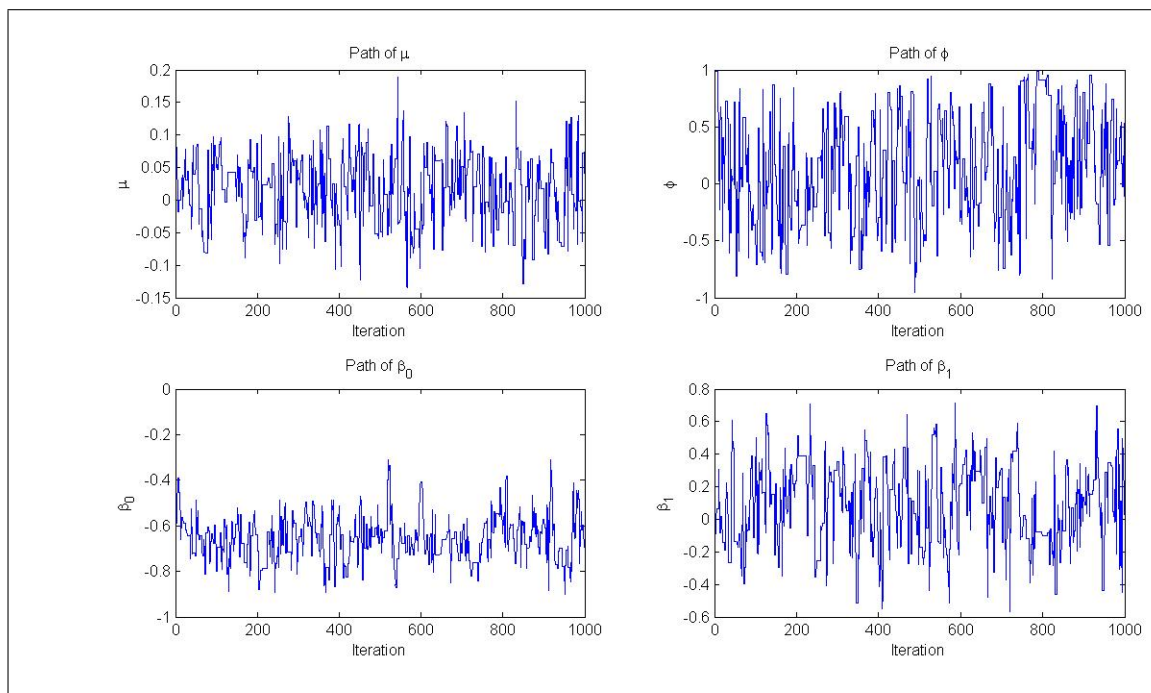 Path of μ
0.2
0.15
0.1
0.05
0
-0.05
-0.1
-0.15
μ
0 200 400 600 800 1000
Iteration
Path of ϕ
1
0.5
0
-0.5
-1
ϕ
0 200 400 600 800 1000
Iteration
Path of β0
0
-0.2
-0.4
-0.6
-0.8
-1
β0
0 200 400 600 800 1000
Iteration
Path of β1
0.8
0.6
0.4
0.2
0
-0.2
-0.4
-0.6
β1
0 200 400 600 800 1000
Iteration